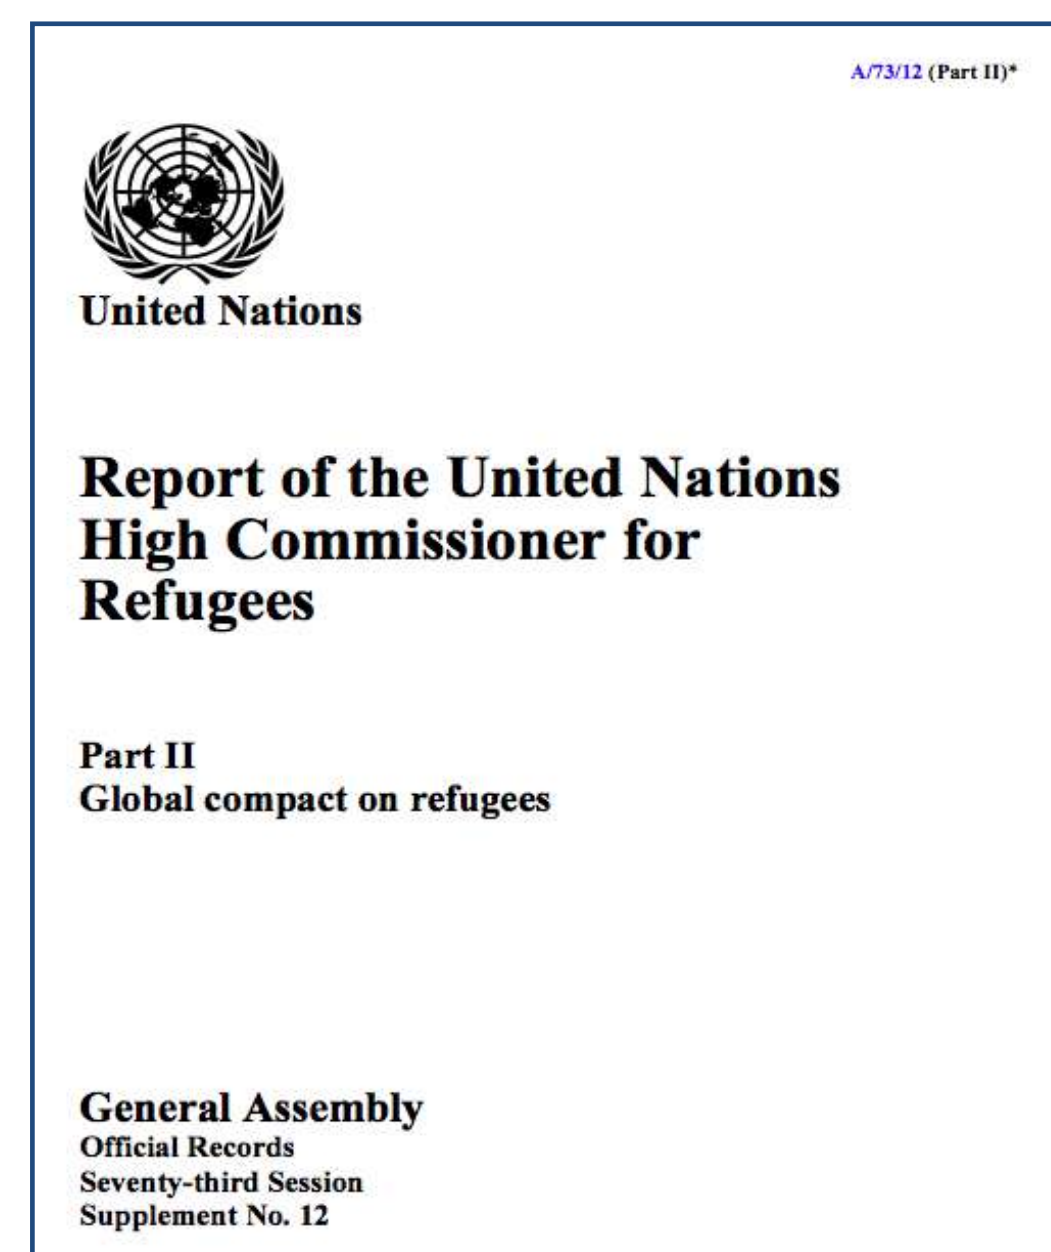 A/73/12 (Part II)*
United Nations
Report of the United Nations
High Commissioner for
Refugees
Part II
Global compact on refugees
General Assembly
Official Records
Seventy-third Session
Supplement No. 12